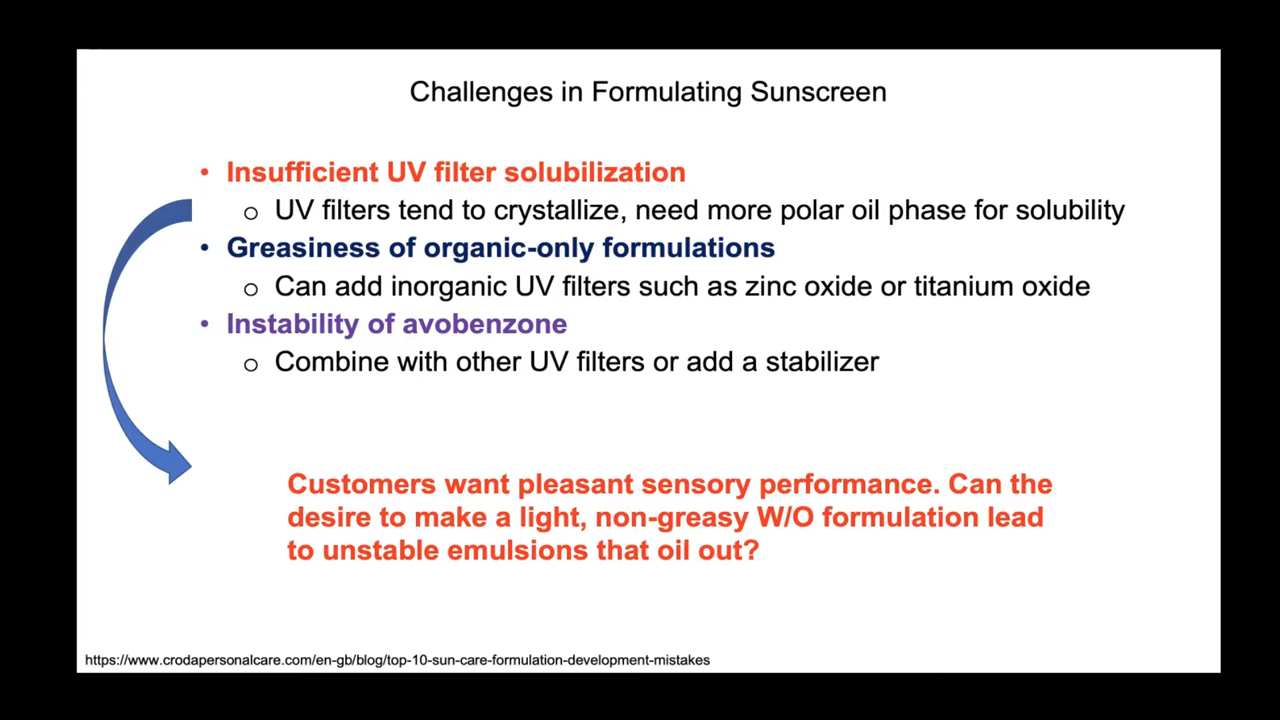 Challenges in Formulating Sunscreen
• Insufficient UV filter solubilization
o UV filters tend to crystallize, need more polar oil phase for solubility
• Greasiness of organic-only formulations
o Can add inorganic UV filters such as zinc oxide or titanium oxide
• Instability of avobenzone
o Combine with other UV filters or add a stabilizer
Customers want pleasant sensory performance. Can the
desire to make a light, non-greasy W/O formulation lead
to unstable emulsions that oil out?
https://www.crodapersonalcare.com/en-gb/blog/top-10-sun-care-formulation-development-mistakes